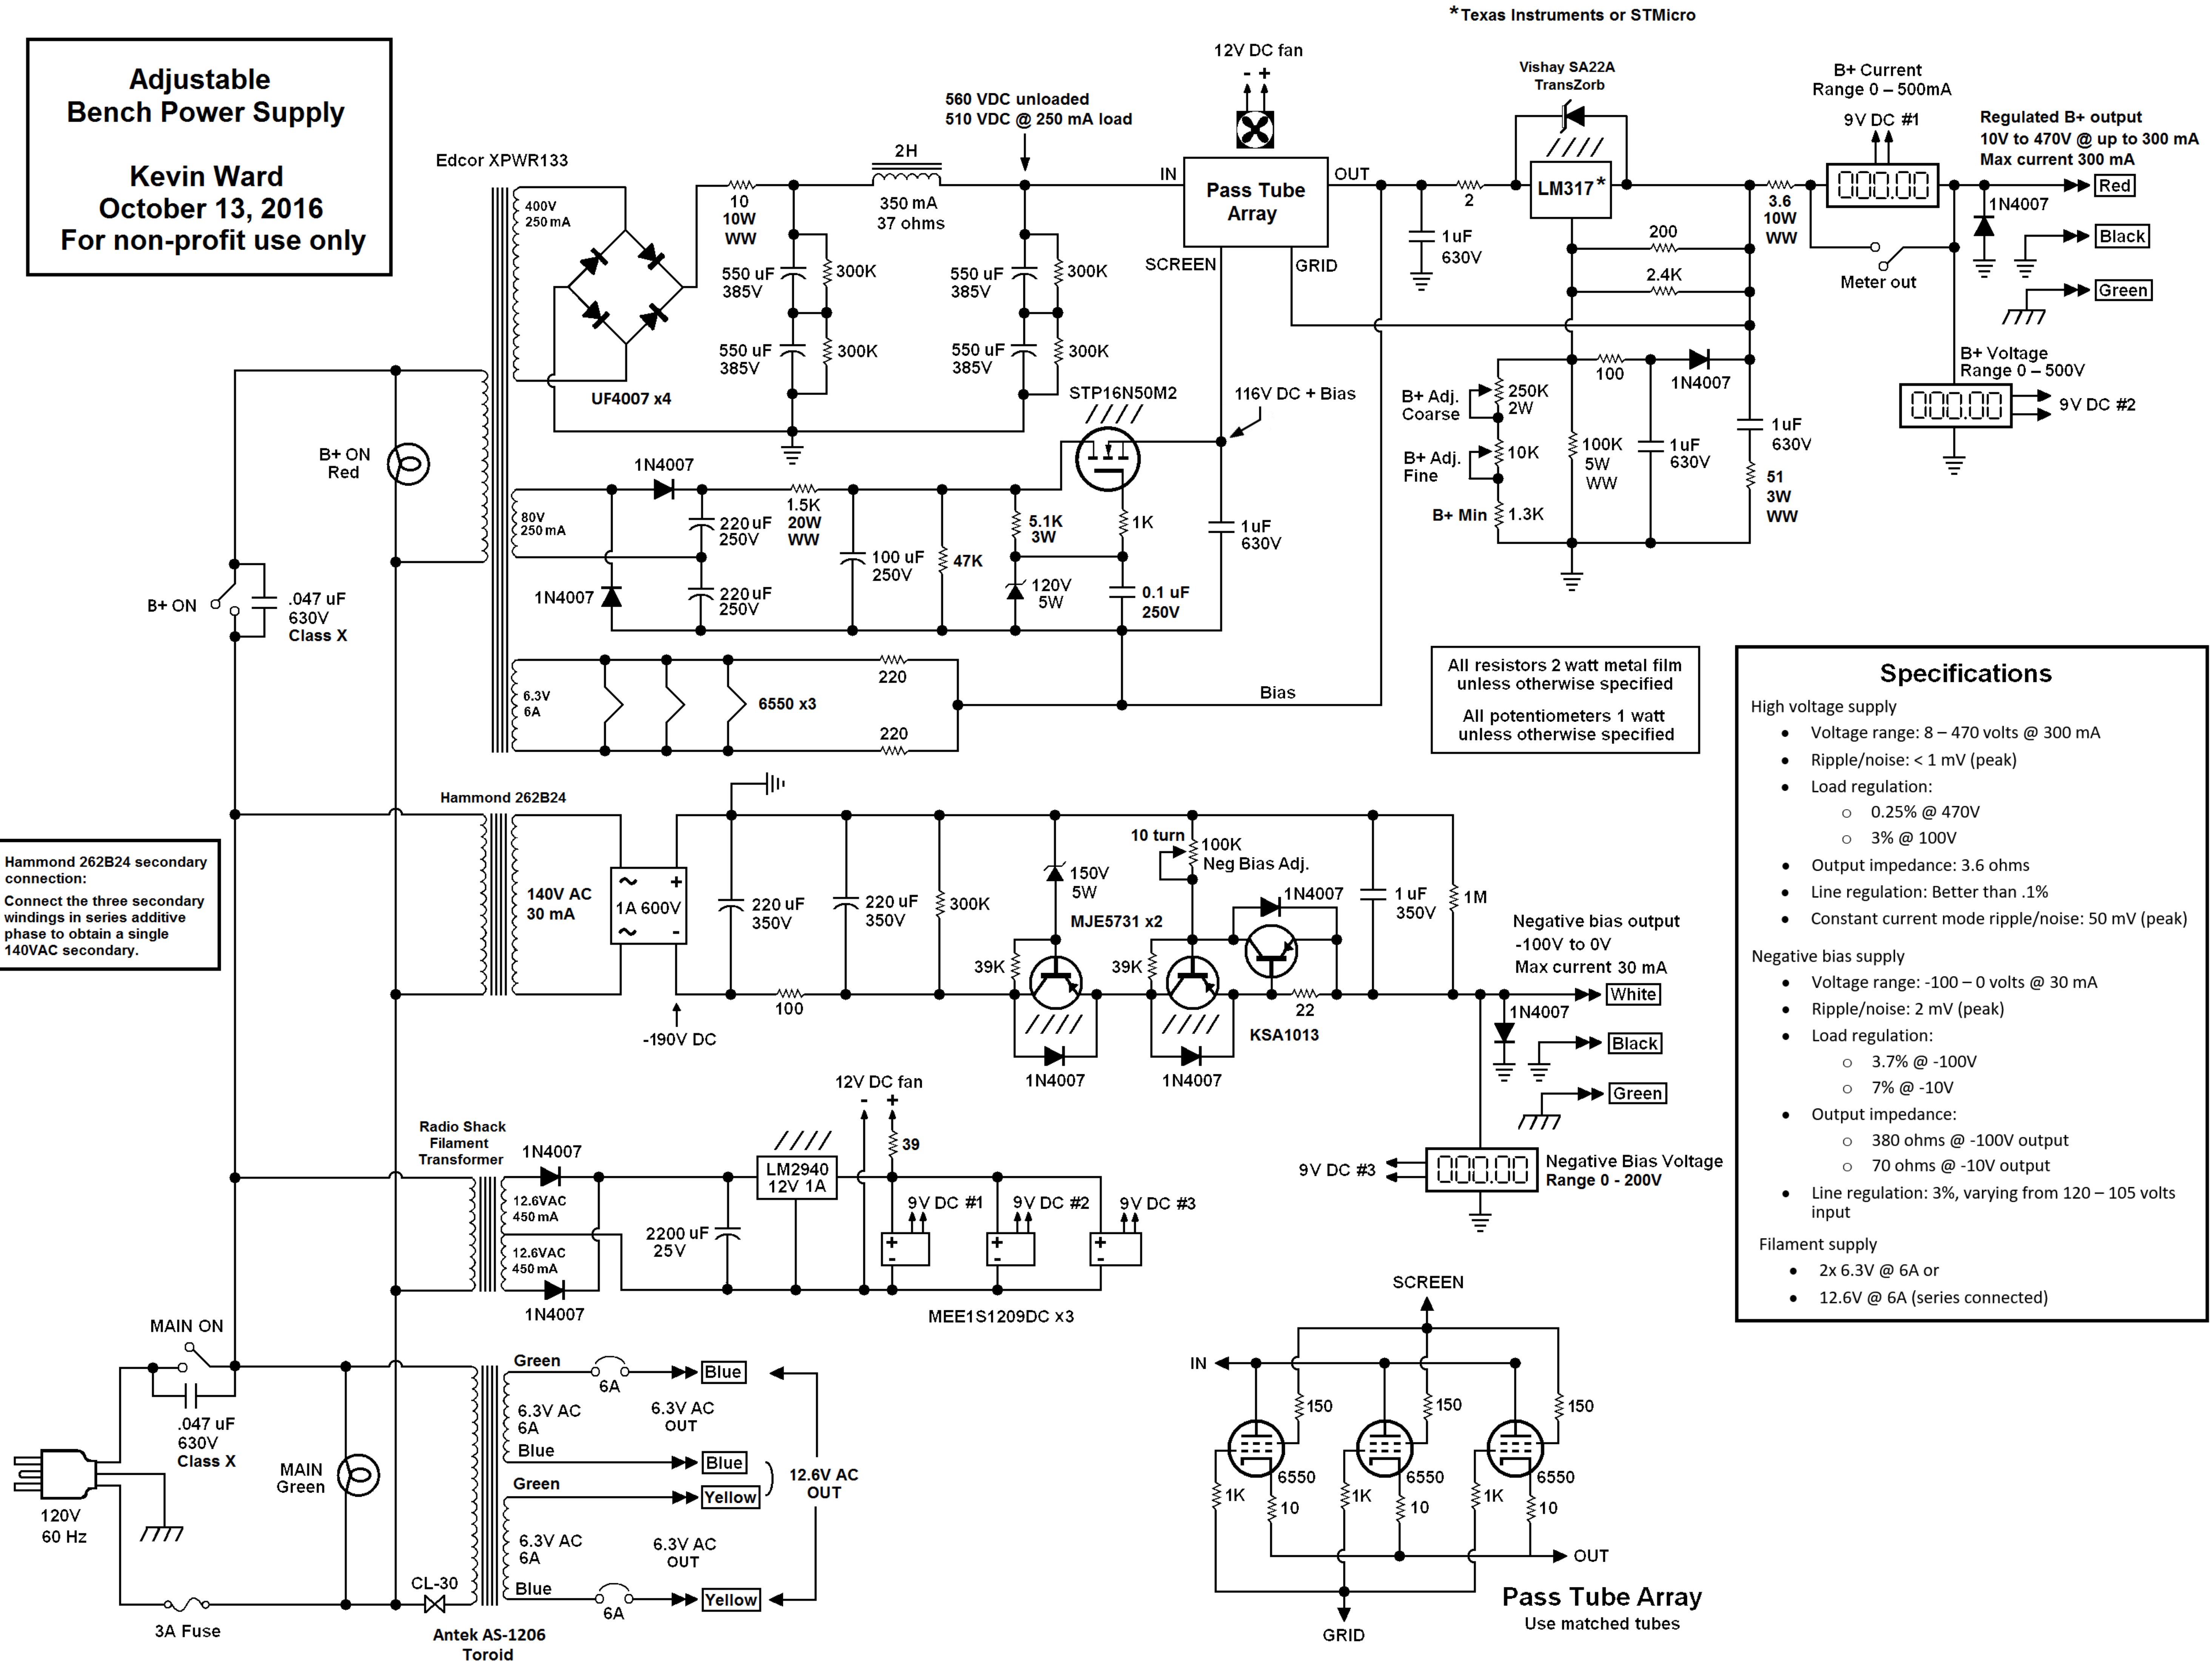 *Texas Instruments or STMicro
Adjustable
Bench Power Supply
Kevin Ward
October 13, 2016
For non-profit use only
12V DC fan
- +
Vishay SA22A
TransZorb
B+ Current
Range 0 – 500mA
9V DC #1
000.00
Regulated B+ output
10V to 470V @ up to 300 mA
Max current 300 mA
560 VDC unloaded
510 VDC @ 250 mA load
Edcor XPWR133
400V
250 mA
UF4007 x4
10
10W
WW
2H
350 mA
37 ohms
550 uF
385V
300K
550 uF
385V
300K
550 uF
385V
300K
550 uF
385V
300K
IN
Pass Tube
Array
OUT
SCREEN
GRID
1uF
630V
2
LM317*
200
2.4K
3.6
10W
WW
Meter out
1N4007
Red
Black
Green
B+ Voltage
Range 0 – 500V
000.00
9V DC #2
STP16N50M2
116V DC + Bias
B+ Adj.
Coarse
250K
2W
B+ Adj.
Fine
10K
B+ Min
1.3K
100
1N4007
100K
5W
WW
1uF
630V
1uF
630V
51
3W
WW
B+ ON
Red
B+ ON
.047 uF
630V
Class X
80V
250 mA
1N4007
1N4007
220 uF
250V
220 uF
250V
1.5K
20W
WW
100 uF
250V
47K
5.1K
3W
120V
5W
1K
0.1 uF
250V
1uF
630V
6.3V
6A
6550 x3
220
220
Bias
All resistors 2 watt metal film
unless otherwise specified
All potentiometers 1 watt
unless otherwise specified
Specifications
High voltage supply
• Voltage range: 8 – 470 volts @ 300 mA
• Ripple/noise: < 1 mV (peak)
• Load regulation:
o 0.25% @ 470V
o 3% @ 100V
• Output impedance: 3.6 ohms
• Line regulation: Better than .1%
• Constant current mode ripple/noise: 50 mV (peak)
Negative bias supply
• Voltage range: -100 – 0 volts @ 30 mA
• Ripple/noise: 2 mV (peak)
• Load regulation:
o 3.7% @ -100V
o 7% @ -10V
• Output impedance:
o 380 ohms @ -100V output
o 70 ohms @ -10V output
• Line regulation: 3%, varying from 120 – 105 volts
input
Filament supply
• 2x 6.3V @ 6A or
• 12.6V @ 6A (series connected)
Hammond 262B24
Hammond 262B24 secondary
connection:
Connect the three secondary
windings in series additive
phase to obtain a single
140VAC secondary.
140V AC
30 mA
~ +
1A 600V
~ -
-190V DC
220 uF
350V
100
220 uF
350V
300K
150V
5W
MJE5731 x2
39K
1N4007
10 turn
100K
Neg Bias Adj.
39K
1N4007
1N4007
KSA1013
22
1 uF
350V
1M
Negative bias output
-100V to 0V
Max current 30 mA
White
1N4007
Black
Green
9V DC #3
000.00
Negative Bias Voltage
Range 0 - 200V
Radio Shack
Filament
Transformer
1N4007
12.6VAC
450 mA
12.6VAC
450 mA
1N4007
2200 uF
25V
LM2940
12V 1A
12V DC fan
- +
39
9V DC #1
+
-
9V DC #2
+
-
9V DC #3
+
-
MEE1S1209DC x3
MAIN ON
.047 uF
630V
Class X
120V
60 Hz
MAIN
Green
3A Fuse
CL-30
Antek AS-1206
Toroid
Green
6A
Blue
6.3V AC
6A
6.3V AC
OUT
Blue
Blue
Green
Yellow
12.6V AC
OUT
6.3V AC
6A
6.3V AC
OUT
Blue
6A
Yellow
SCREEN
IN
150
150
150
6550
6550
6550
1K
10
1K
10
1K
10
OUT
GRID
Pass Tube Array
Use matched tubes